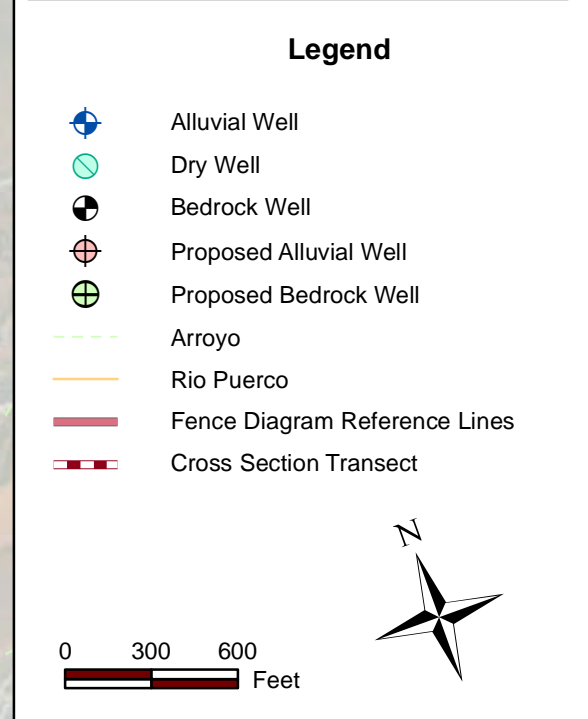 Legend
Alluvial Well
Dry Well
Bedrock Well
Proposed Alluvial Well
Proposed Bedrock Well
Arroyo
Rio Puerco
Fence Diagram Reference Lines
Cross Section Transect
N
0 300 600
Feet